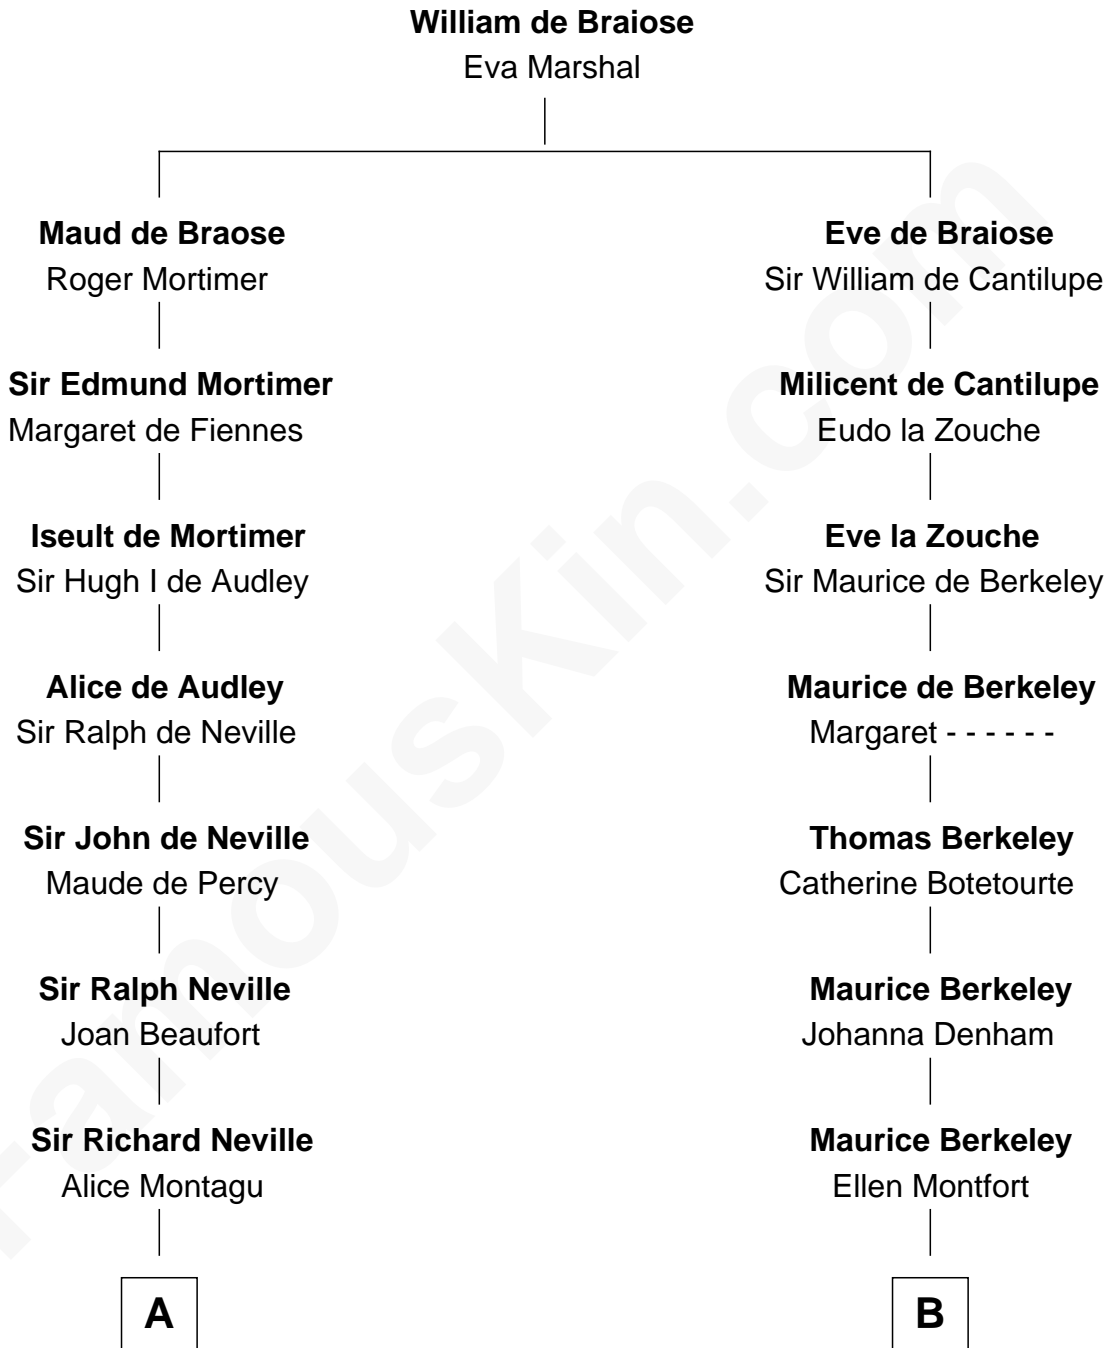 William de Braiose
Eva Marshal
Maud de Braose
Roger Mortimer
Eve de Braiose
Sir William de Cantilupe
Sir Edmund Mortimer
Margaret de Fiennes
Milicent de Cantilupe
Eudo la Zouche
Iseult de Mortimer
Sir Hugh I de Audley
Eve la Zouche
Sir Maurice de Berkeley
Alice de Audley
Sir Ralph de Neville
Maurice de Berkeley
Margaret - - - - - -
Sir John de Neville
Maude de Percy
Thomas Berkeley
Catherine Botetourte
Sir Ralph Neville
Joan Beaufort
Maurice Berkeley
Johanna Denham
Sir Richard Neville
Alice Montagu
Maurice Berkeley
Ellen Montfort
A
B
FamousKin.com